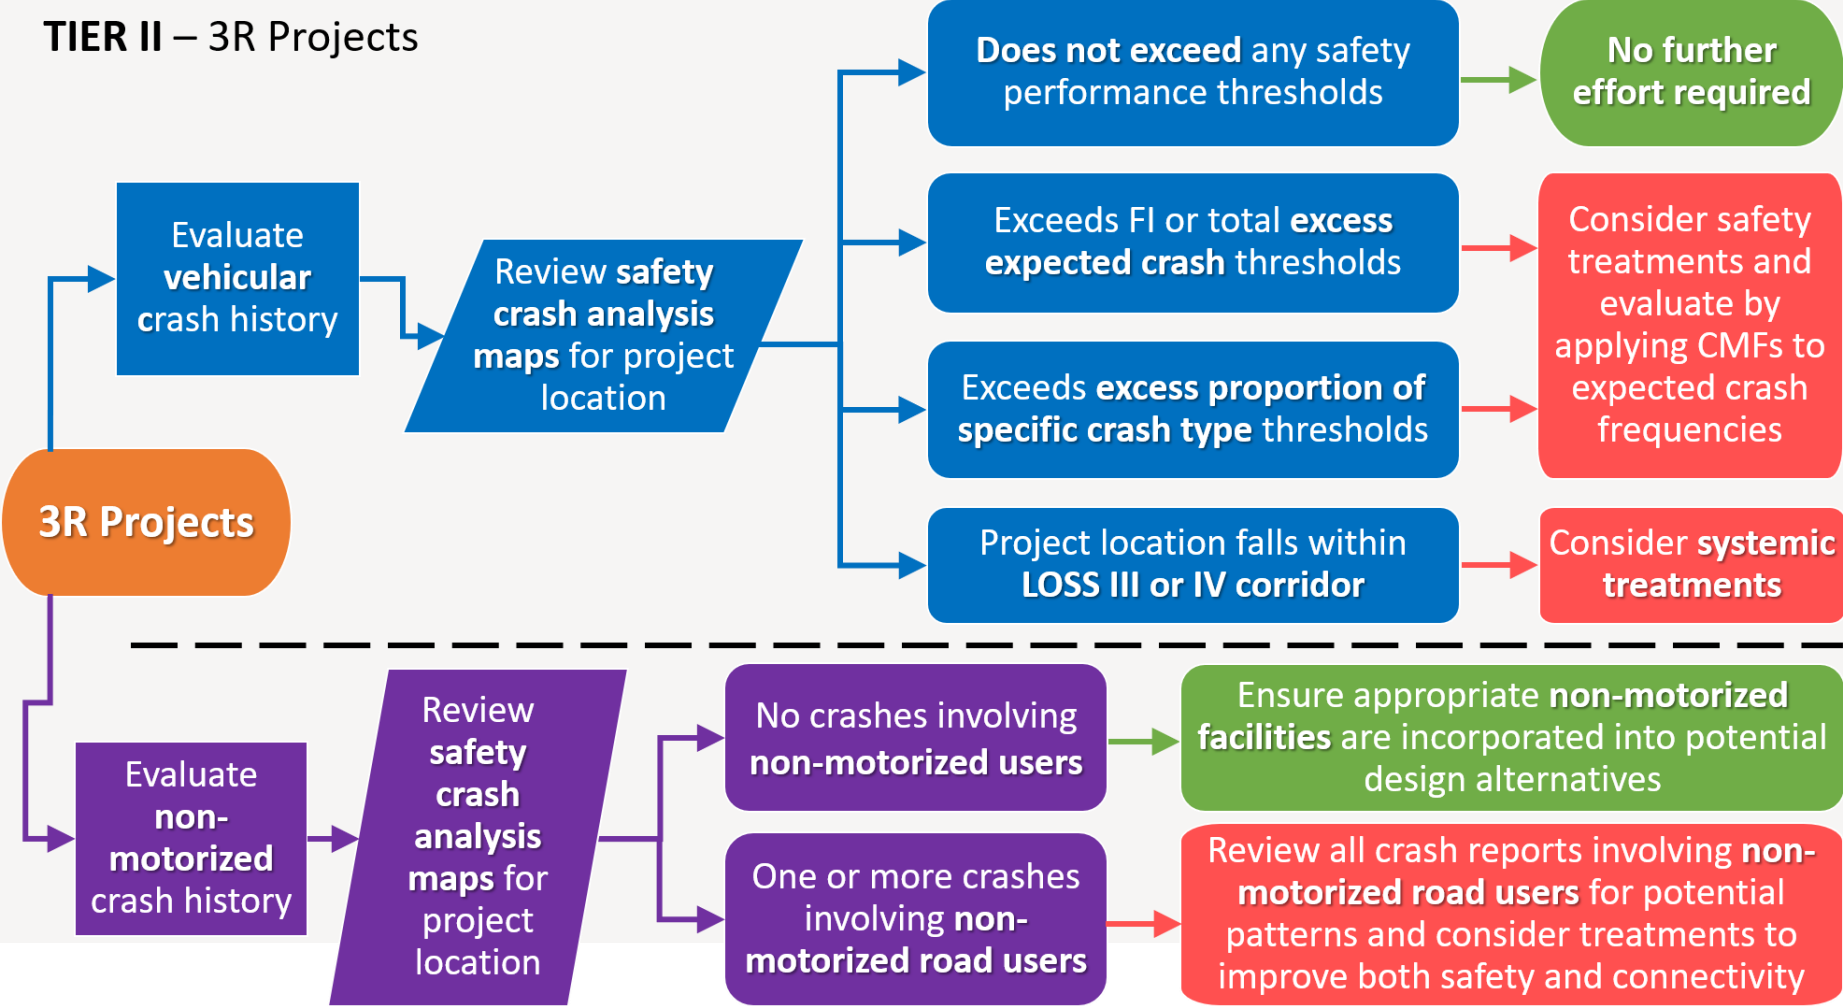 TIER II – 3R Projects
3R Projects
Evaluate
vehicular
crash history
Review safety
crash analysis
maps for project
location
Does not exceed any safety
performance thresholds
No further
effort required
Exceeds FI or total excess
expected crash thresholds
Exceeds excess proportion of
specific crash type thresholds
Consider safety
treatments and
evaluate by
applying CMFs to
expected crash
frequencies
Project location falls within
LOSS III or IV corridor
Consider systemic
treatments
Evaluate
non-
motorized
crash history
Review
safety
crash
analysis
maps for
project
location
No crashes involving
non-motorized users
Ensure appropriate non-motorized
facilities are incorporated into potential
design alternatives
One or more crashes
involving non-
motorized road users
Review all crash reports involving non-
motorized road users for potential
patterns and consider treatments to
improve both safety and connectivity